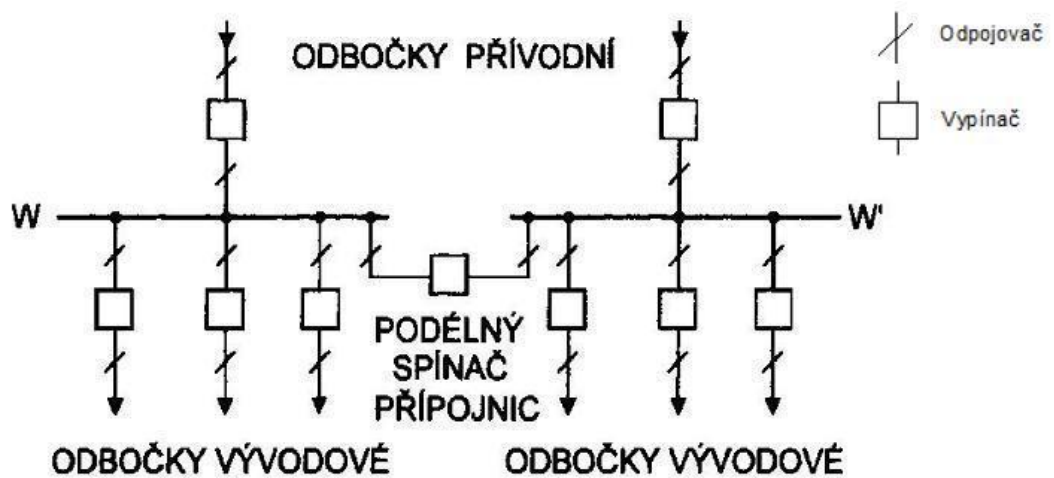 ODBOČKY PŘÍVODNÍ
Odpojovač
Vypínač
W
W'
PODÉLNÝ
SPÍNAČ
PŘÍPOJNIC
ODBOČKY VÝVODOVÉ
ODBOČKY VÝVODOVÉ